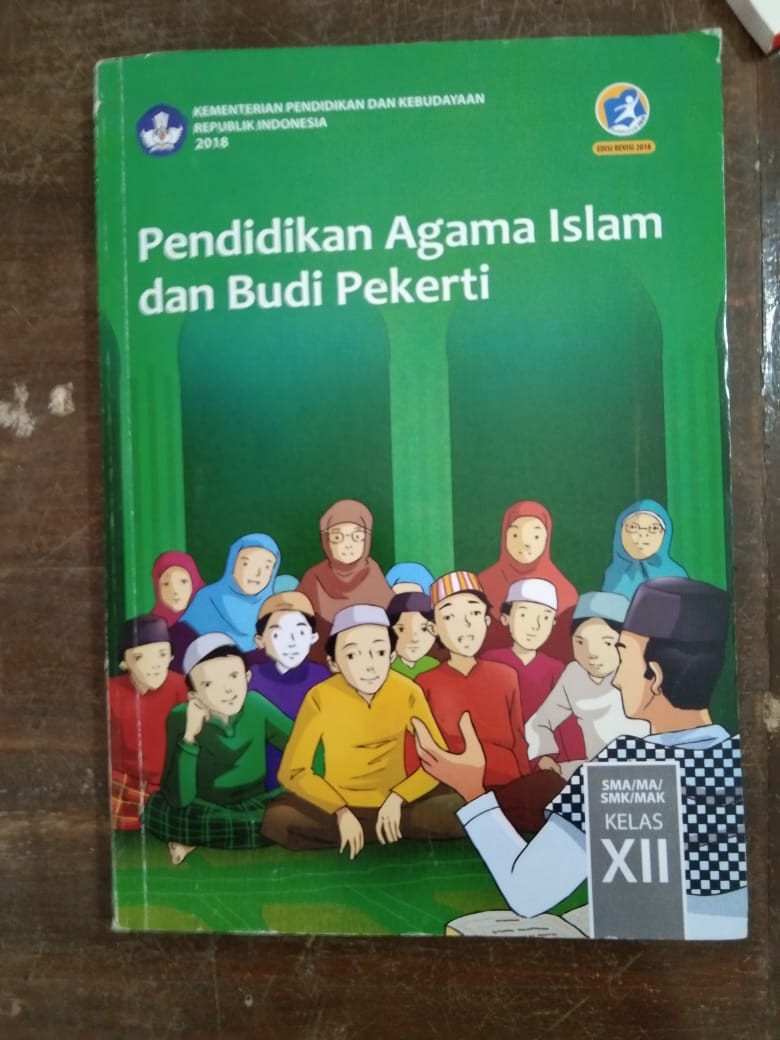 KEMENTERIAN PENDIDIKAN DAN KEBUDAYAAN
REPUBLIK INDONESIA
2018
EDISI REVISI 2018
Pendidikan Agama Islam
dan Budi Pekerti
SMA/MA/
SMK/MAK
KELAS
XII